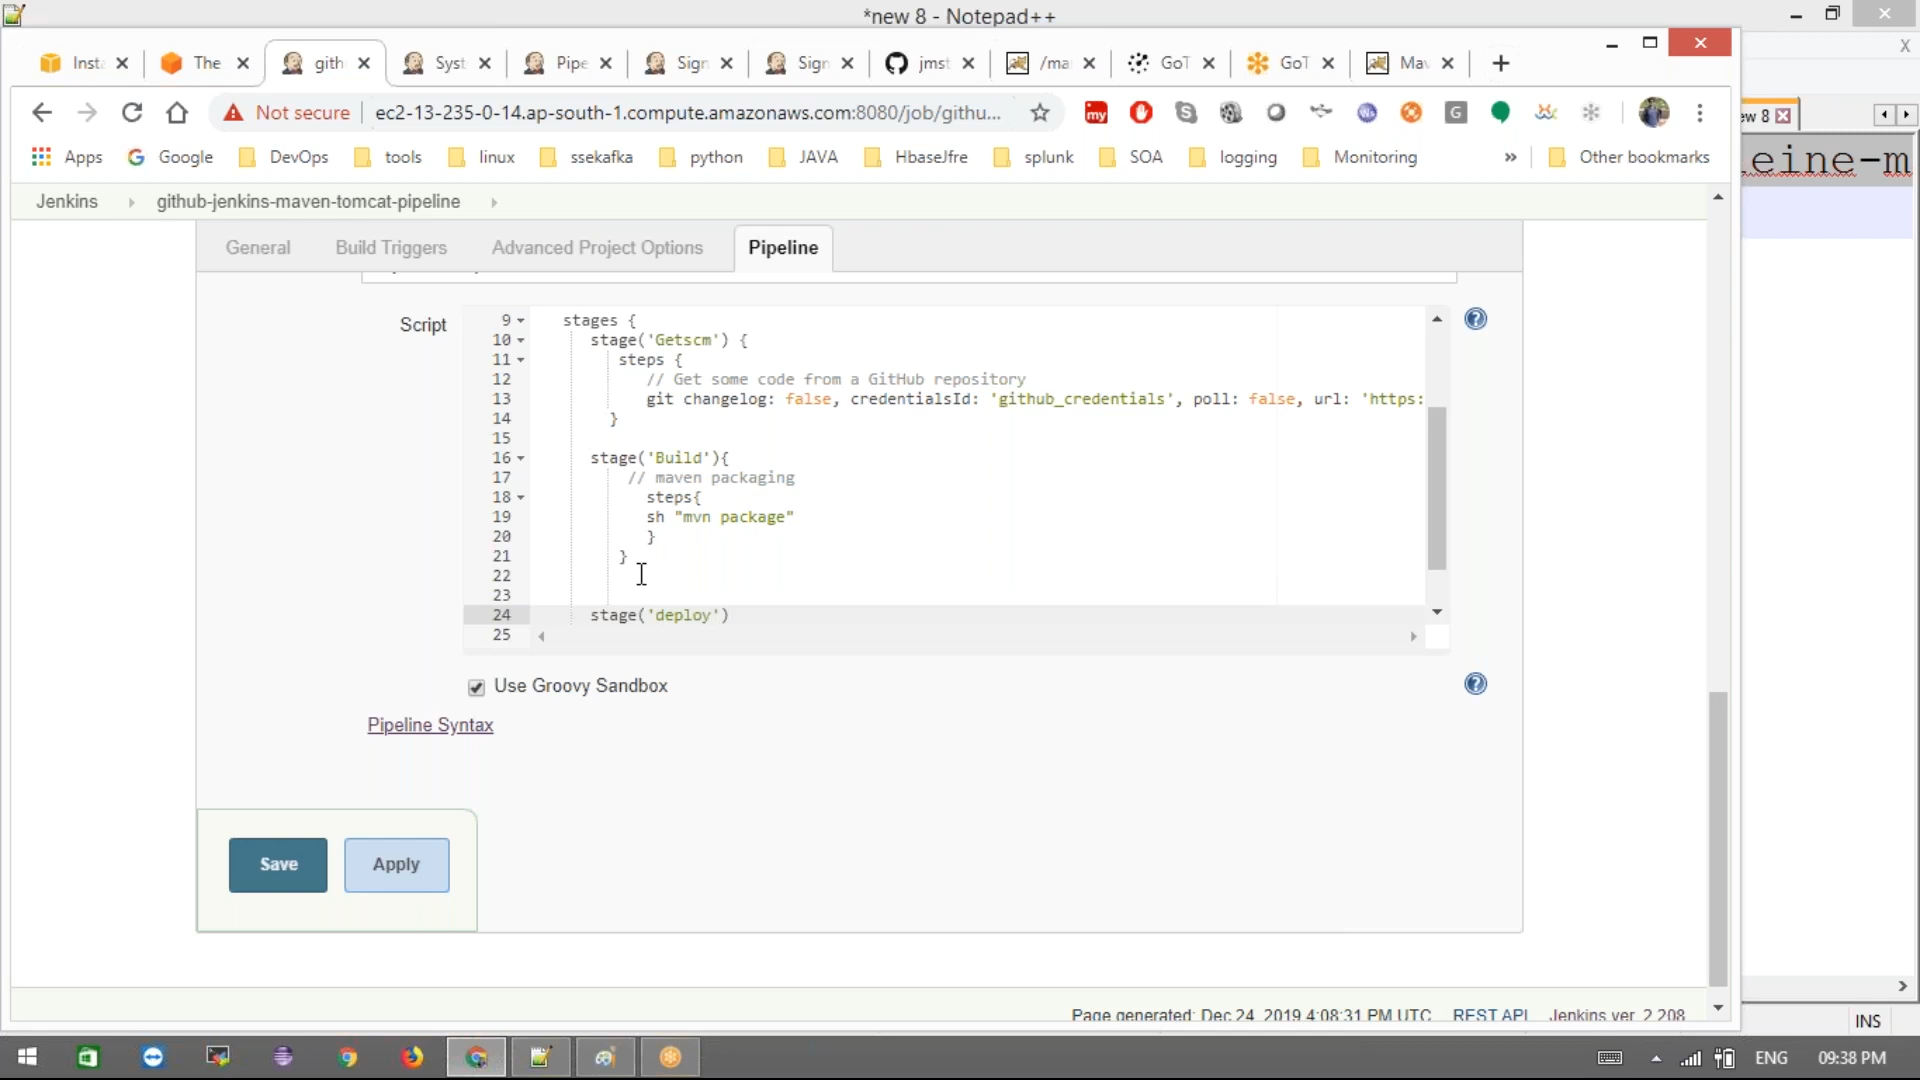 *new 8 - Notepad++
Insta The gith Syst Pipe Sign Sign jmst /ma GoT GoT Mav
Not secure ec2-13-235-0-14.ap-south-1.compute.amazonaws.com:8080/job/githu...
ew 8
Apps Google DevOps tools linux ssekafka python JAVA HbaseJfre splunk SOA logging Monitoring » Other bookmarks
eine-m
Jenkins github-jenkins-maven-tomcat-pipeline
General Build Triggers Advanced Project Options Pipeline
Script
9 stages {
10 stage('Getscm') {
11 steps {
12 // Get some code from a GitHub repository
13 git changelog: false, credentialsId: 'github_credentials', poll: false, url: 'https:
14 }
15
16 stage('Build'){
17 // maven packaging
18 steps{
19 sh "mvn package"
20 }
21 }
22
23
24 stage('deploy')
25
Use Groovy Sandbox
Pipeline Syntax
Save Apply
Page generated: Dec 24, 2019 4:08:31 PM UTC REST API Jenkins ver. 2.208
INS
ENG 09:38 PM